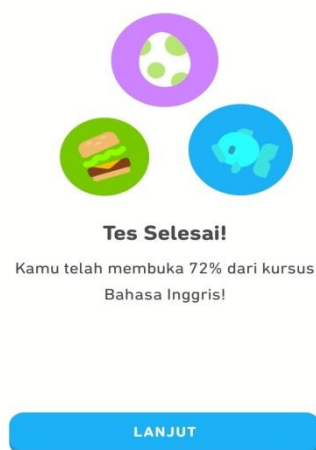 Tes Selesai!
Kamu telah membuka 72% dari kursus
Bahasa Inggris!
LANJUT